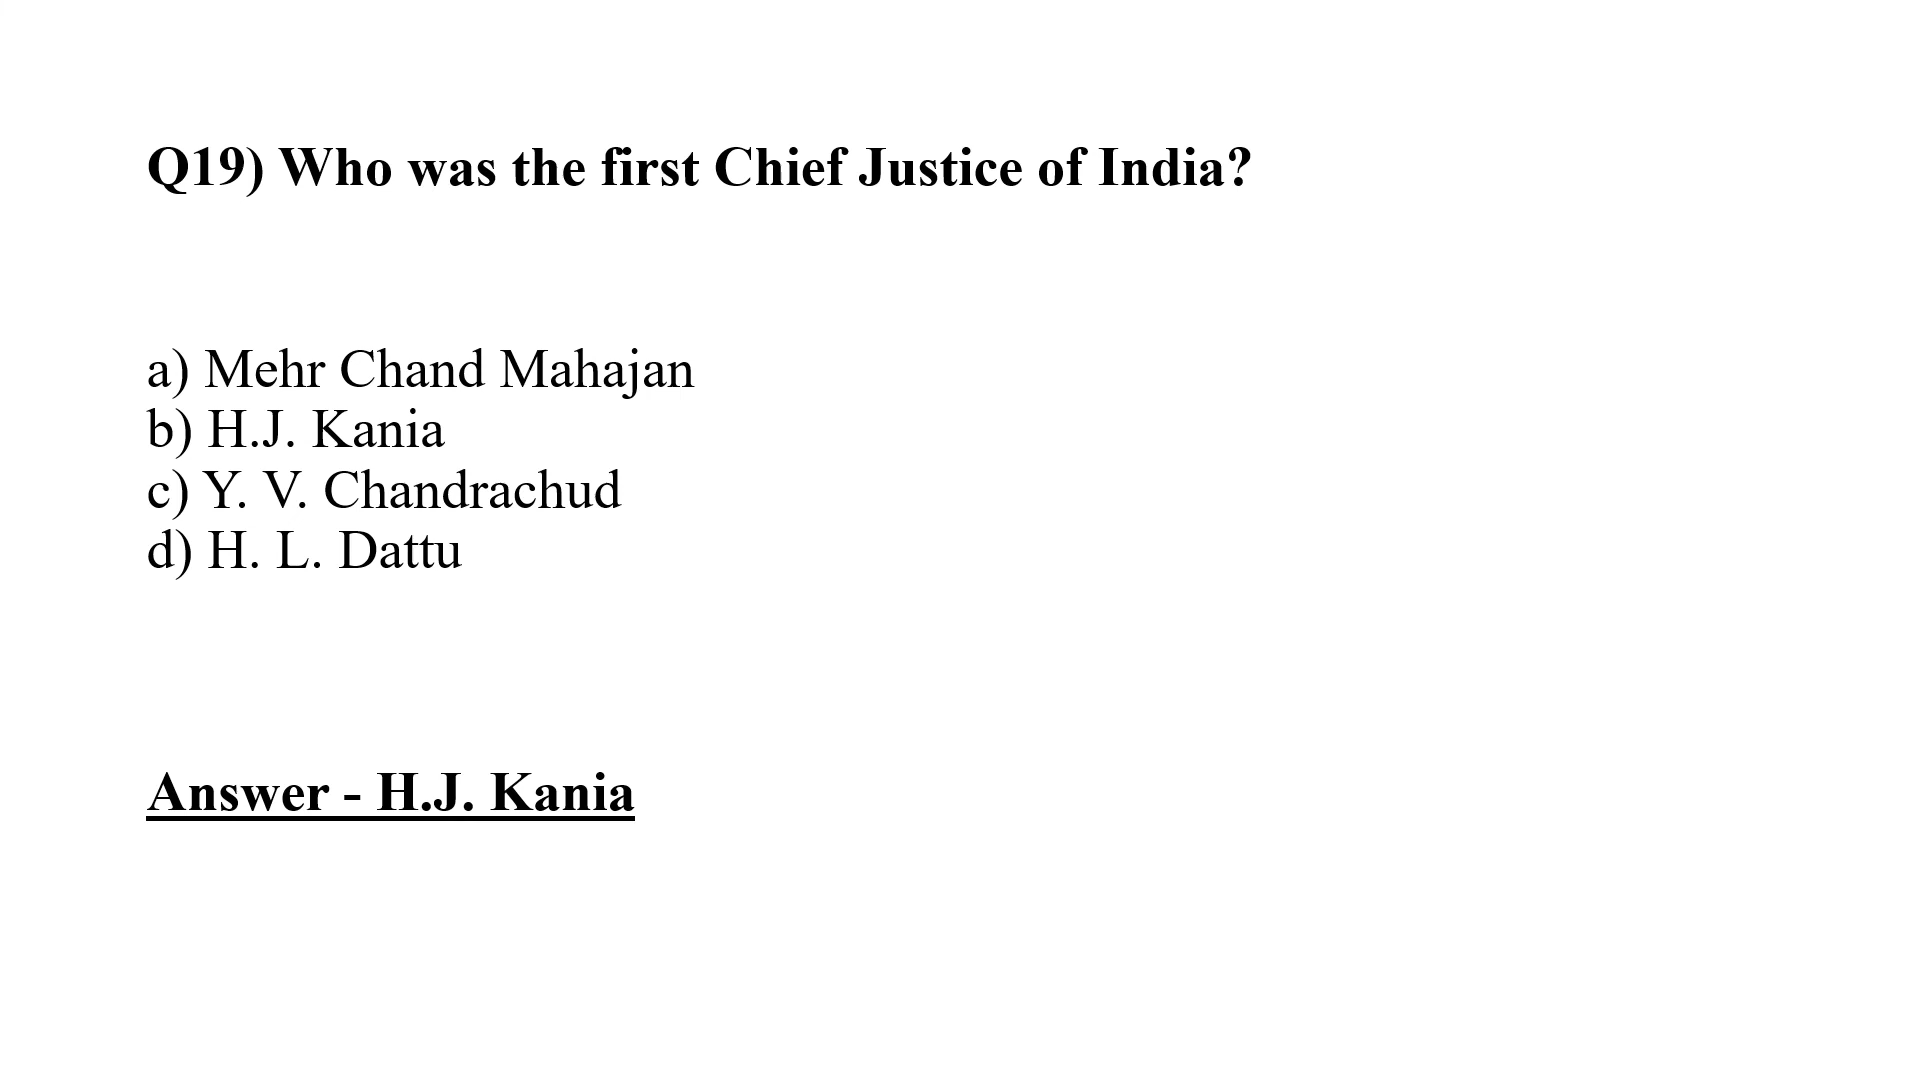 Q19) Who was the first Chief Justice of India?
a) Mehr Chand Mahajan
b) H.J. Kania
c) Y. V. Chandrachud
d) H. L. Dattu
Answer - H.J. Kania